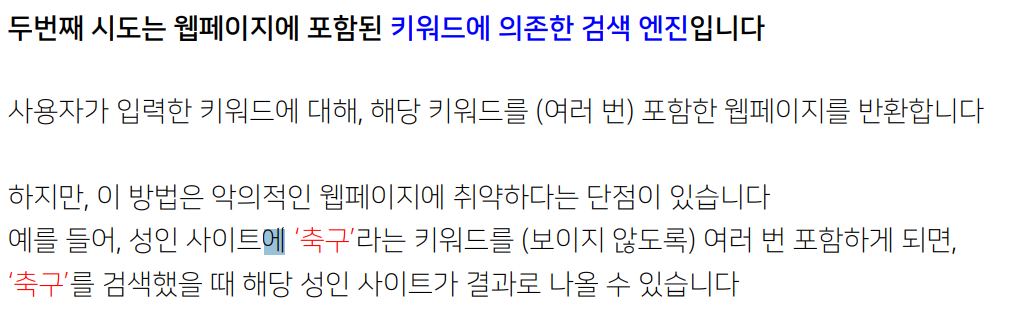 두번째 시도는 웹페이지에 포함된 키워드에 의존한 검색 엔진입니다
사용자가 입력한 키워드에 대해, 해당 키워드를 (여러 번) 포함한 웹페이지를 반환합니다
하지만, 이 방법은 악의적인 웹페이지에 취약하다는 단점이 있습니다
예를 들어, 성인 사이트에 ‘축구’라는 키워드를 (보이지 않도록) 여러 번 포함하게 되면,
‘축구’를 검색했을 때 해당 성인 사이트가 결과로 나올 수 있습니다